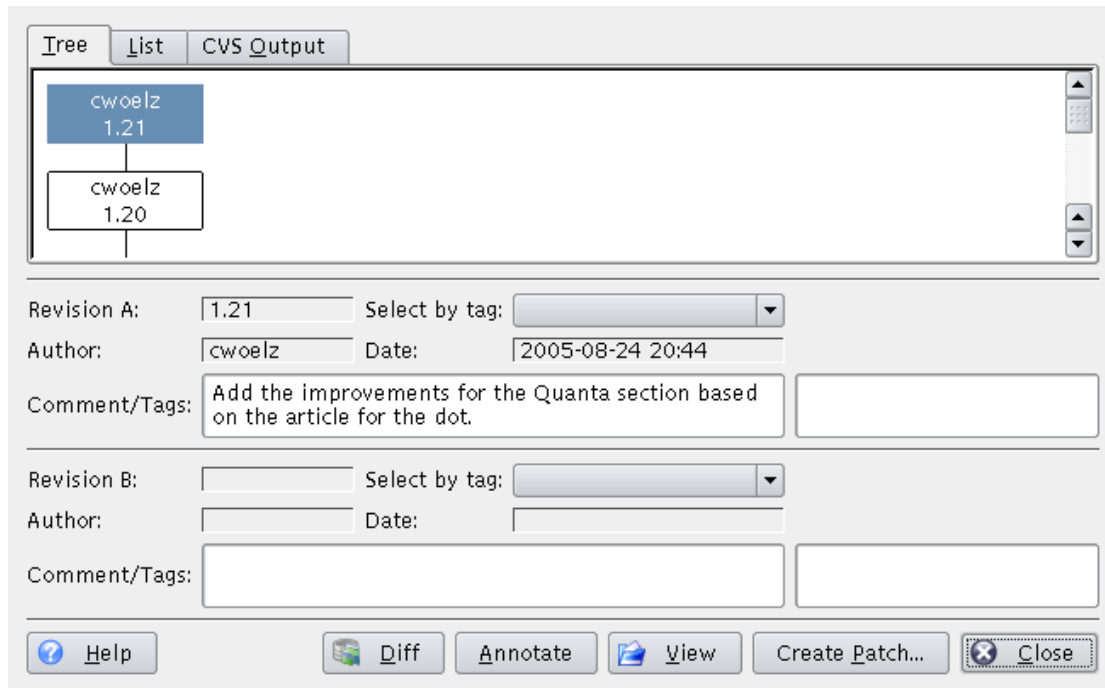 Tree List CVS Output
cwoelz
1.21
cwoelz
1.20
Revision A: 1.21 Select by tag:
Author: cwoelz Date: 2005-08-24 20:44
Comment/Tags: Add the improvements for the Quanta section based
on the article for the dot.
Revision B: Select by tag:
Author: Date:
Comment/Tags:
Help Diff Annotate View Create Patch... Close